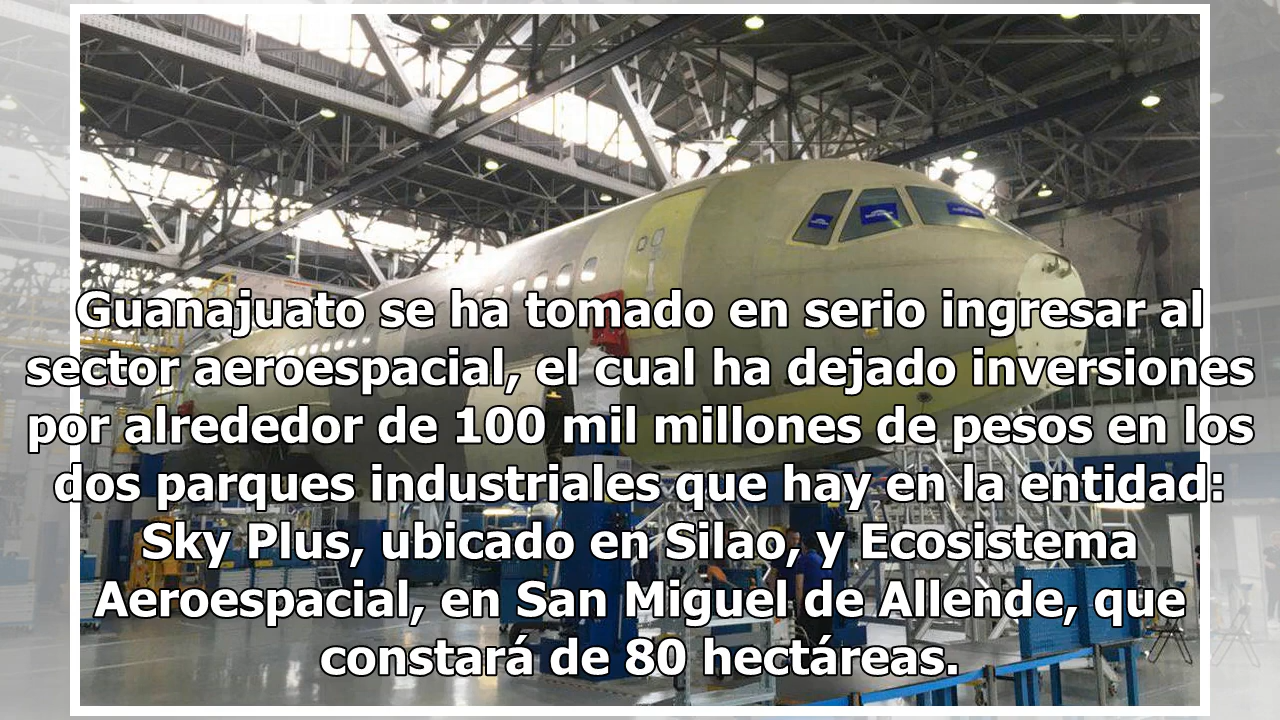 Guanajuato se ha tomado en serio ingresar al
sector aeroespacial, el cual ha dejado inversiones
por alrededor de 100 mil millones de pesos en los
dos parques industriales que hay en la entidad:
Sky Plus, ubicado en Silao, y Ecosistema
Aeroespacial, en San Miguel de Allende, que
constará de 80 hectáreas.